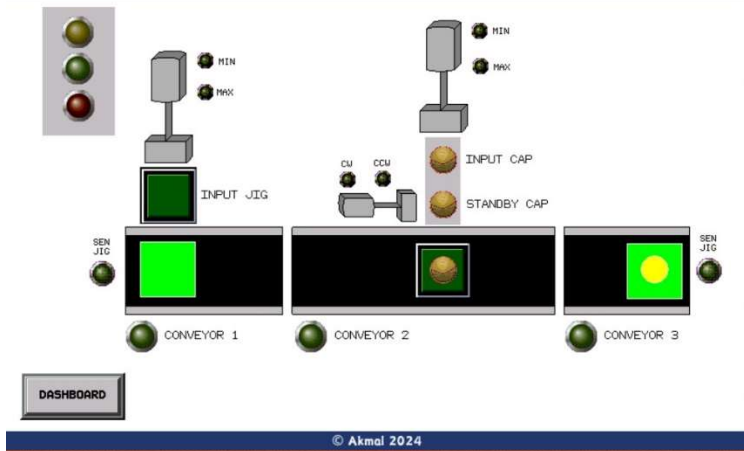 MIN
MAX
MIN
MAX
INPUT JIG
CW CCW
INPUT CAP
STANDBY CAP
SEN
JIG
SEN
JIG
CONVEYOR 1
CONVEYOR 2
CONVEYOR 3
DASHBOARD
© Akmal 2024